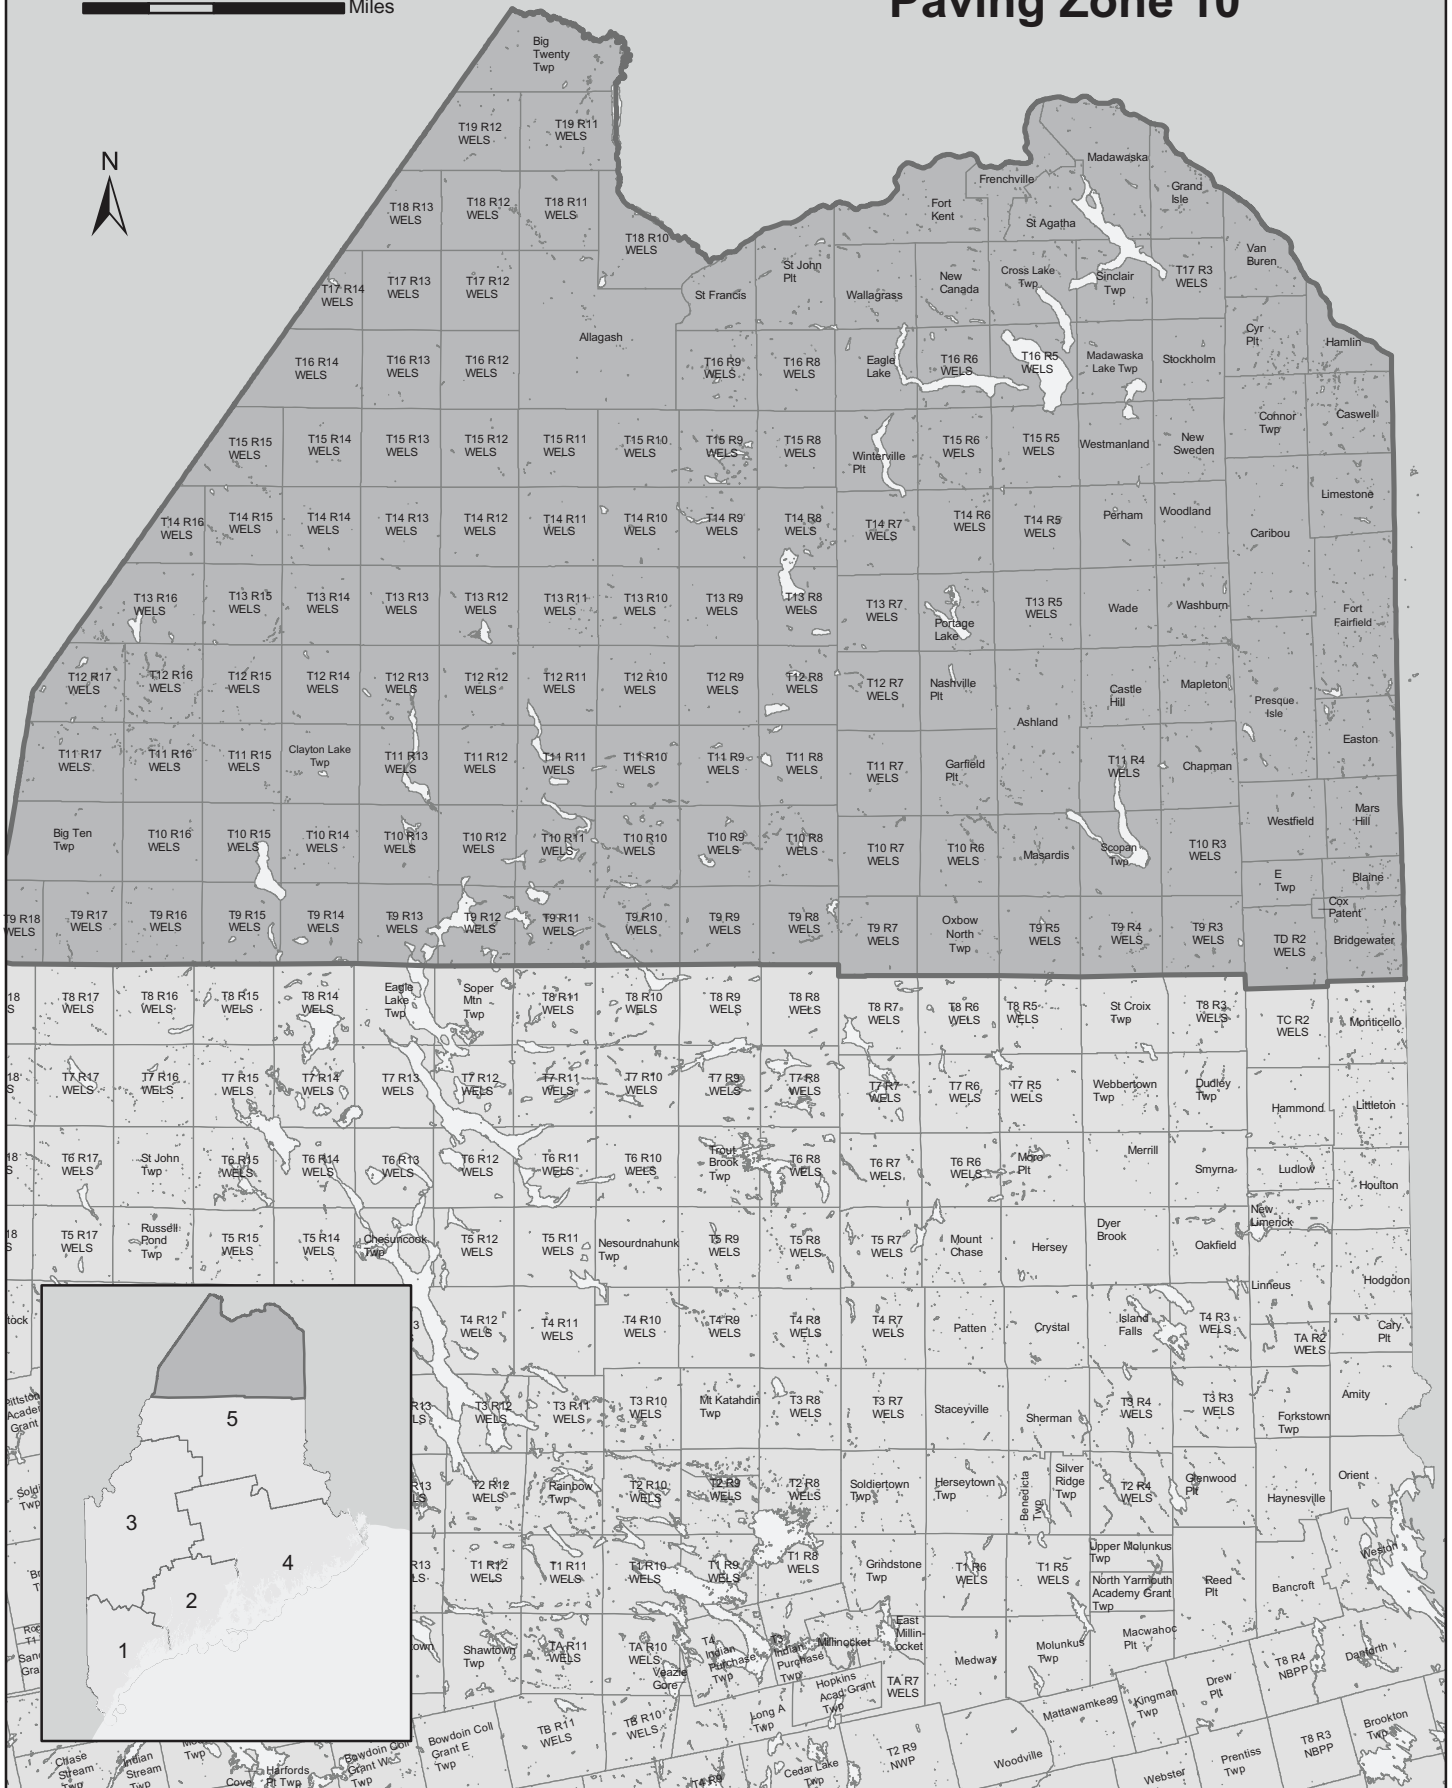 Miles
Paving Zone 10
N
Big
Twenty
Twp
T19 R12
WELS
T19 R11
WELS
Madawaska
Frenchville
Grand
Isle
T18 R13
WELS
T18 R12
WELS
T18 R11
WELS
Fort
Kent
St Agatha
T18 R10
WELS
Van
Buren
T17 R14
WELS
T17 R13
WELS
T17 R12
WELS
St Francis
St John
Plt
Wallagrass
New
Canada
Cross Lake
Twp
Sinclair
Twp
T17 R3
WELS
Allagash
Cyr
Plt
Hamlin
T16 R14
WELS
T16 R13
WELS
T16 R12
WELS
T16 R9
WELS
T16 R8
WELS
Eagle
Lake
T16 R6
WELS
T16 R5
WELS
Madawaska
Lake Twp
Stockholm
Connor
Twp
Caswell
T15 R15
WELS
T15 R14
WELS
T15 R13
WELS
T15 R12
WELS
T15 R11
WELS
T15 R10
WELS
T15 R9
WELS
T15 R8
WELS
Winterville
Plt
T15 R6
WELS
T15 R5
WELS
Westmanland
New
Sweden
Limestone
T14 R16
WELS
T14 R15
WELS
T14 R14
WELS
T14 R13
WELS
T14 R12
WELS
T14 R11
WELS
T14 R10
WELS
T14 R9
WELS
T14 R8
WELS
T14 R7
WELS
T14 R6
WELS
T14 R5
WELS
Perham
Woodland
Caribou
T13 R16
WELS
T13 R15
WELS
T13 R14
WELS
T13 R13
WELS
T13 R12
WELS
T13 R11
WELS
T13 R10
WELS
T13 R9
WELS
T13 R8
WELS
T13 R7
WELS
Portage
Lake
T13 R5
WELS
Wade
Washburn
Fort
Fairfield
T12 R17
WELS
T12 R16
WELS
T12 R15
WELS
T12 R14
WELS
T12 R13
WELS
T12 R12
WELS
T12 R11
WELS
T12 R10
WELS
T12 R9
WELS
T12 R8
WELS
T12 R7
WELS
Nashville
Plt
Ashland
Castle
Hill
Mapleton
Presque
Isle
Easton
T11 R17
WELS
T11 R16
WELS
T11 R15
WELS
Clayton Lake
Twp
T11 R13
WELS
T11 R12
WELS
T11 R11
WELS
T11 R10
WELS
T11 R9
WELS
T11 R8
WELS
T11 R7
WELS
Garfield
Plt
T11 R4
WELS
Chapman
Westfield
Mars
Hill
Big Ten
Twp
T10 R16
WELS
T10 R15
WELS
T10 R14
WELS
T10 R13
WELS
T10 R12
WELS
T10 R11
WELS
T10 R10
WELS
T10 R9
WELS
T10 R8
WELS
T10 R7
WELS
T10 R6
WELS
Masardis
Scopan
Twp
T10 R3
WELS
E
Twp
Blaine
Cox
Patent
T9 R18
WELS
T9 R17
WELS
T9 R16
WELS
T9 R15
WELS
T9 R14
WELS
T9 R13
WELS
T9 R12
WELS
T9 R11
WELS
T9 R10
WELS
T9 R9
WELS
T9 R8
WELS
T9 R7
WELS
Oxbow
North
Twp
T9 R5
WELS
T9 R4
WELS
T9 R3
WELS
TD R2
WELS
Bridgewater
18
S
T8 R17
WELS
T8 R16
WELS
T8 R15
WELS
T8 R14
WELS
Eagle
Lake
Twp
Soper
Mtn
Twp
T8 R11
WELS
T8 R10
WELS
T8 R9
WELS
T8 R8
WELS
T8 R7
WELS
T8 R6
WELS
T8 R5
WELS
St Croix
Twp
T8 R3
WELS
TC R2
WELS
Monticello
18
S
T7 R17
WELS
T7 R16
WELS
T7 R15
WELS
T7 R14
WELS
T7 R13
WELS
T7 R12
WELS
T7 R11
WELS
T7 R10
WELS
T7 R9
WELS
T7 R8
WELS
T7 R7
WELS
T7 R6
WELS
T7 R5
WELS
Webbertown
Twp
Dudley
Twp
Hammond
Littleton
18
S
T6 R17
WELS
St John
Twp
T6 R15
WELS
T6 R14
WELS
T6 R13
WELS
T6 R12
WELS
T6 R11
WELS
T6 R10
WELS
Trout
Brook
Twp
T6 R8
WELS
T6 R7
WELS
T6 R6
WELS
Moro
Plt
Merrill
Smyrna
Ludlow
Houlton
18
S
T5 R17
WELS
Russell
Pond
Twp
T5 R15
WELS
T5 R14
WELS
Chesuncook
Twp
T5 R12
WELS
T5 R11
WELS
Nesourdnahunk
Twp
T5 R9
WELS
T5 R8
WELS
T5 R7
WELS
Mount
Chase
Hersey
Dyer
Brook
Oakfield
New
Limerick
Linneus
Hodgdon
tock
3
S
T4 R12
WELS
T4 R11
WELS
T4 R10
WELS
T4 R9
WELS
T4 R8
WELS
T4 R7
WELS
Patten
Crystal
Island
Falls
T4 R3
WELS
TA R2
WELS
Cary
Plt
Pittston
Acade
Grant
R13
LS
T3 R12
WELS
T3 R11
WELS
T3 R10
WELS
Mt Katahdin
Twp
T3 R8
WELS
T3 R7
WELS
Staceyville
Sherman
T3 R4
WELS
T3 R3
WELS
Forkstown
Twp
Amity
Soldi
Twp
R13
LS
T2 R12
WELS
Rainbow
Twp
T2 R10
WELS
T2 R9
WELS
T2 R8
WELS
Soldiertown
Twp
Herseytown
Twp
Benedicta
Twp
Silver
Ridge
Twp
T2 R4
WELS
Glenwood
Plt
Haynesville
Orient
R13
LS
T1 R12
WELS
T1 R11
WELS
T1 R10
WELS
T1 R9
WELS
T1 R8
WELS
Grindstone
Twp
T1 R6
WELS
T1 R5
WELS
Upper Molunkus
Twp
North Yarmouth
Academy Grant
Twp
Reed
Plt
Bancroft
Weston
own
Shawtown
Twp
TA R11
WELS
TA R10
WELS
Veazie
Gore
T4
Indian
Purchase
Twp
T3
Indian
Purchase
Twp
Millinocket
East
Millin-
ocket
Hopkins
Acad Grant
Twp
TA R7
WELS
Medway
Molunkus
Twp
Macwahoc
Plt
T8 R4
NBPP
Danforth
Bowdoin Coll
Grant W
Twp
Bowdoin Coll
Grant E
Twp
TB R11
WELS
TB R10
WELS
Long A
Twp
Cedar Lake
Twp
T2 R9
NWP
Woodville
Mattawamkeag
Kingman
Twp
Drew
Plt
Webster
Prentiss
Twp
T8 R3
NBPP
Brookton
Twp
Chase
Stream
Twp
Indian
Stream
Twp
Twp
Cove
Harfords
Pt Twp
T4 R9
5
3
4
2
1